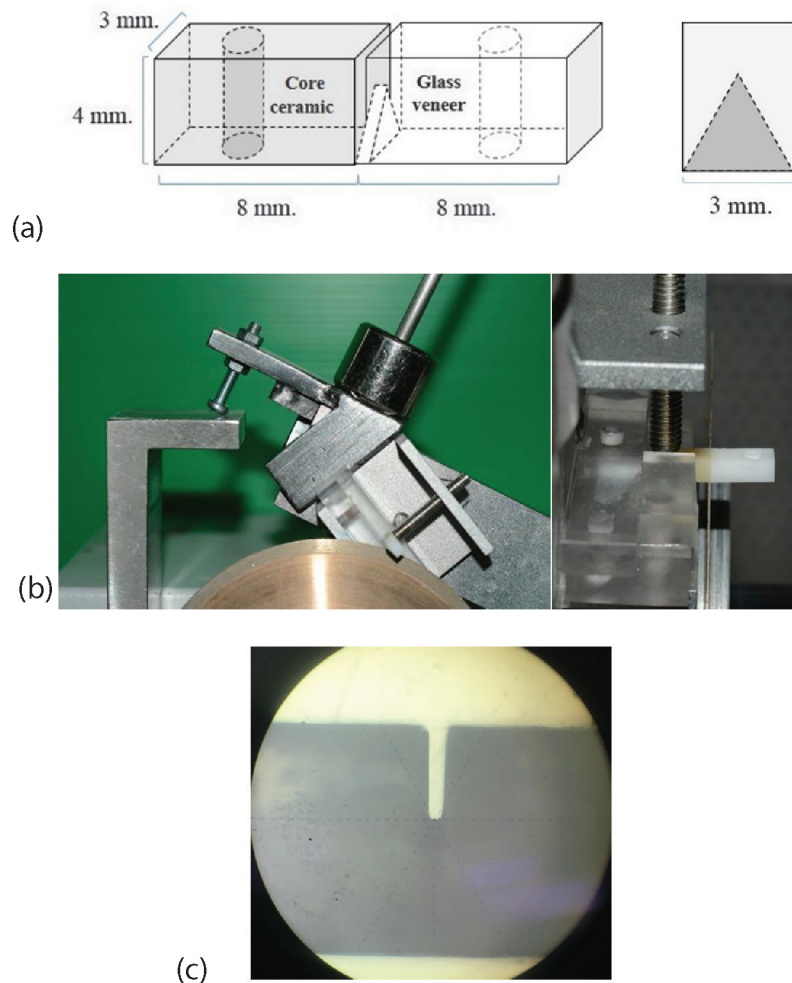 3 mm.
4 mm.
Core
ceramic
Glass
veneer
8 mm.
8 mm.
3 mm.
(a)
(b)
(c)